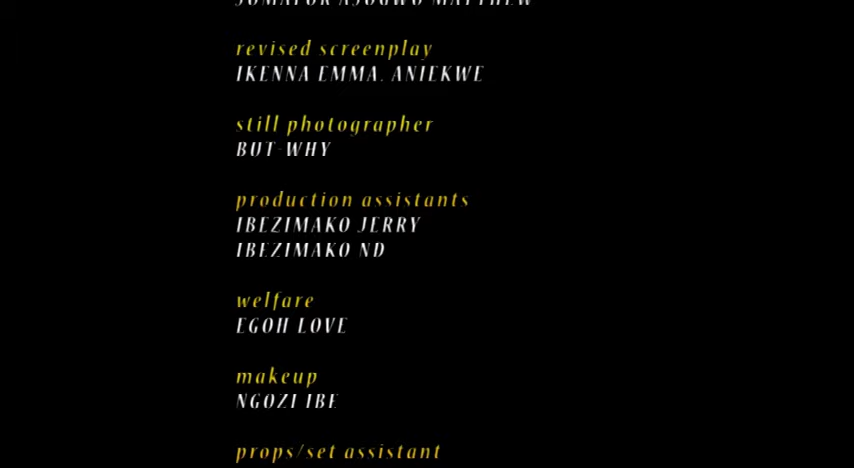 revised screenplay
IKENNA EMMA. ANIEKWE
still photographer
BUT-WHY
production assistants
IBEZIMAKO JERRY
IBEZIMAKO ND
welfare
EGOH LOVE
makeup
NGOZI IBE
props/set assistant